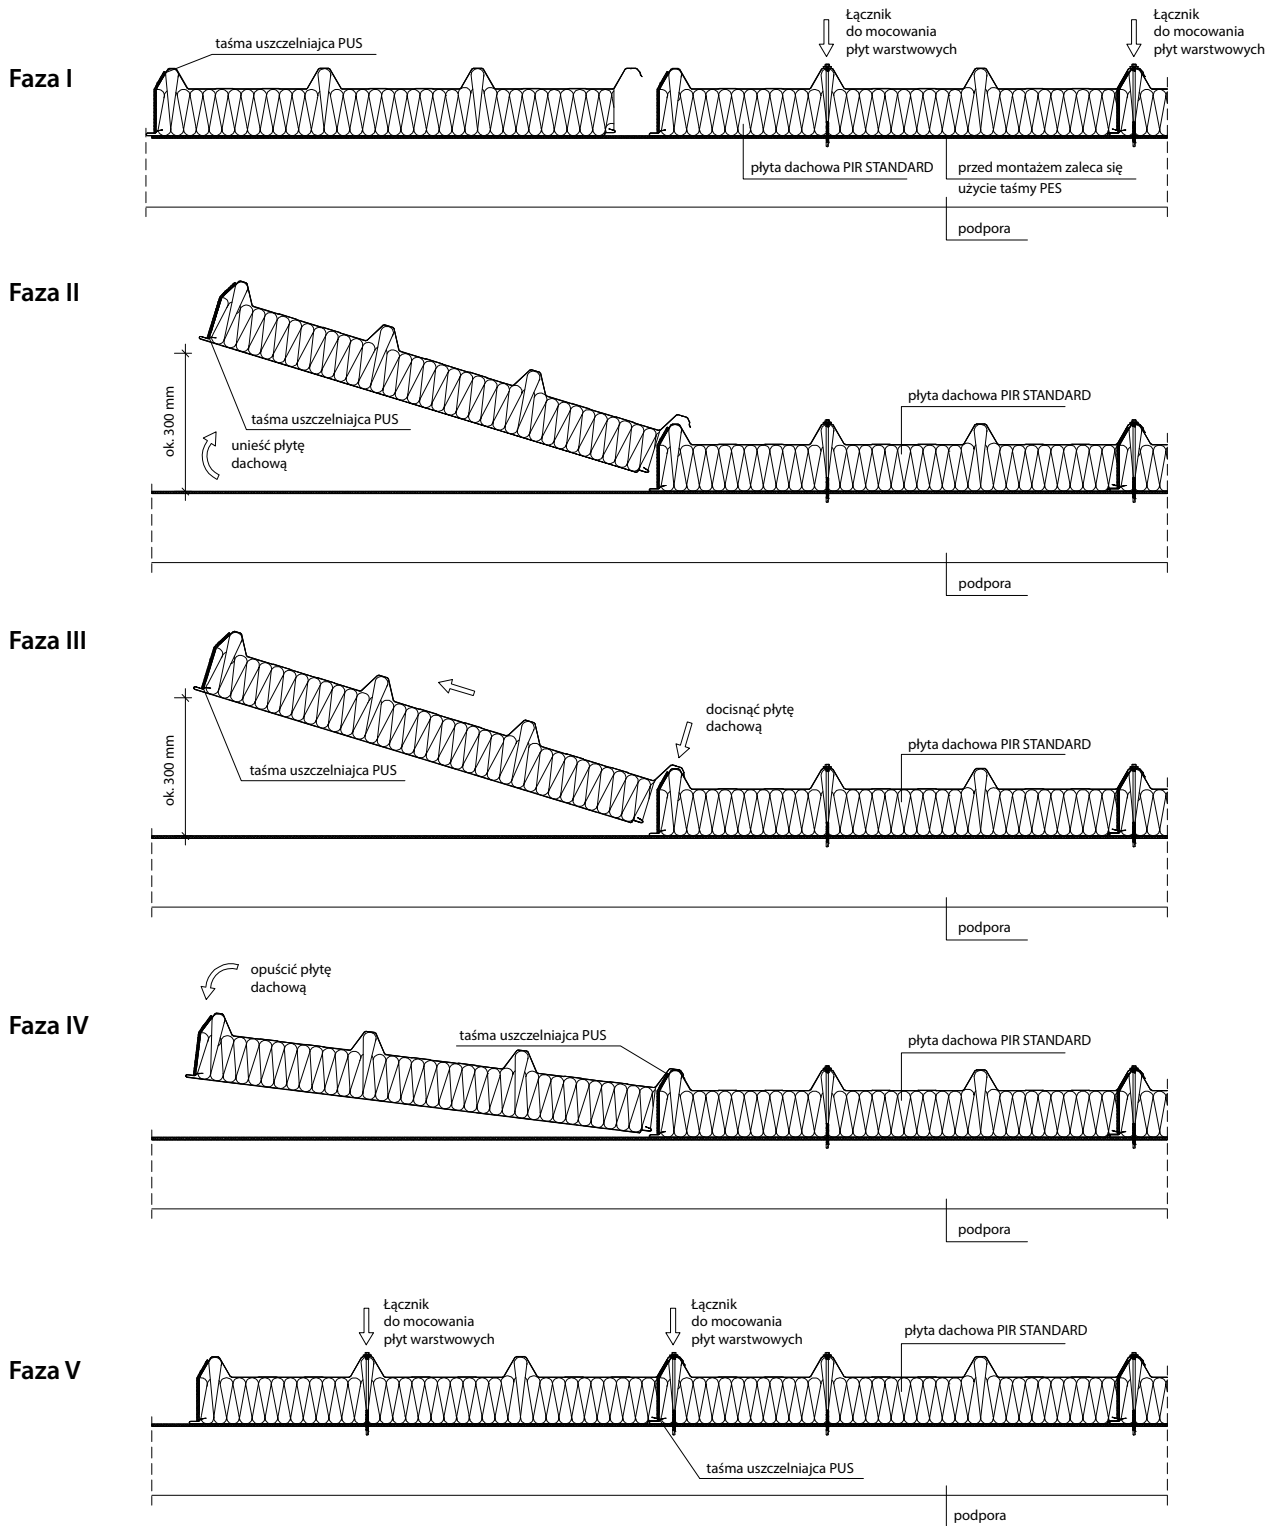 Faza I
taśma uszczelniajca PUS
Łącznik
do mocowania
płyt warstwowych
Łącznik
do mocowania
płyt warstwowych
płyta dachowa PIR STANDARD
przed montażem zaleca się
użycie taśmy PES
podpora
Faza II
ok. 300 mm
taśma uszczelniajca PUS
unieść płytę
dachową
płyta dachowa PIR STANDARD
podpora
Faza III
ok. 300 mm
taśma uszczelniajca PUS
docisnąć płytę
dachową
płyta dachowa PIR STANDARD
podpora
Faza IV
opuścić płytę
dachową
taśma uszczelniajca PUS
płyta dachowa PIR STANDARD
podpora
Faza V
Łącznik
do mocowania
płyt warstwowych
Łącznik
do mocowania
płyt warstwowych
płyta dachowa PIR STANDARD
taśma uszczelniajca PUS
podpora